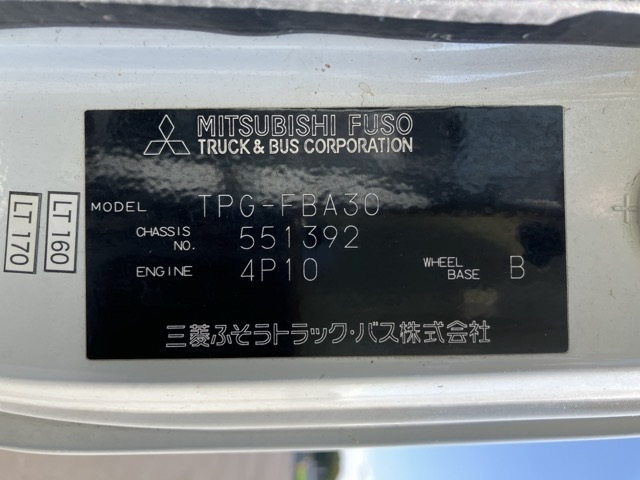 MITSUBISHI FUSO
TRUCK & BUS CORPORATION
MODEL TPG-FBA30
CHASSIS NO. 551392
ENGINE 4P10 WHEEL BASE B
三菱ふそうトラック・バス株式会社
LT 160
LT 170